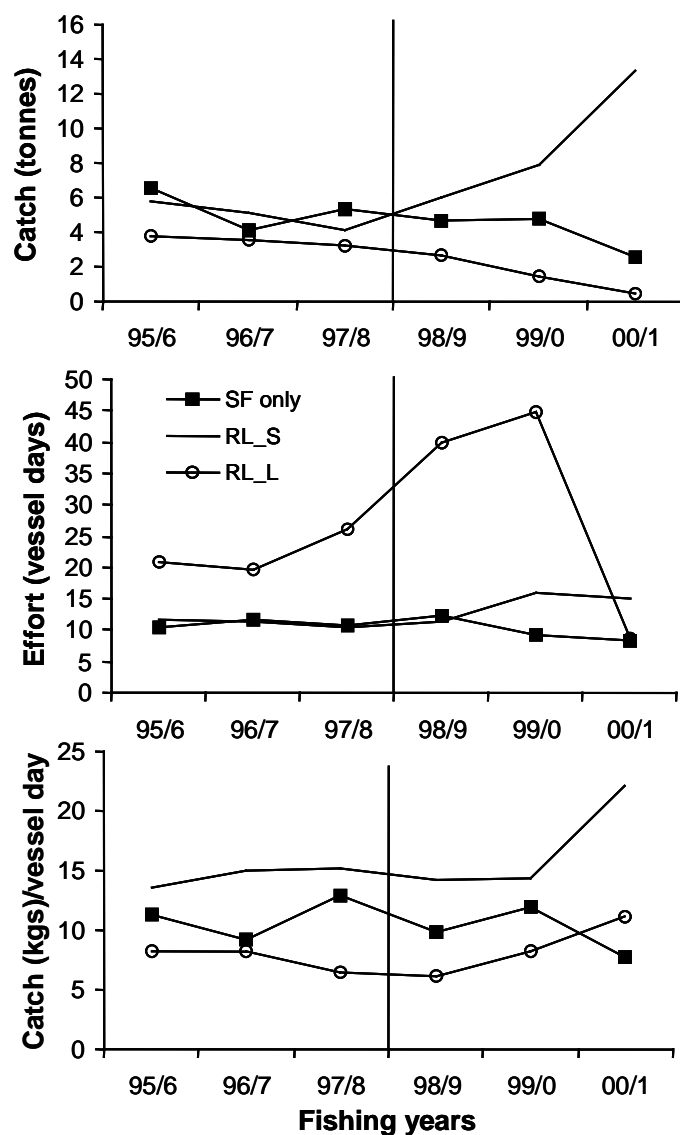 Catch (tonnes)
16
14
12
10
8
6
4
2
0
95/6 96/7 97/8 98/9 99/0 00/1
Effort (vessel days)
50
45
40
35
30
25
20
15
10
5
0
SF only
RL_S
RL_L
95/6 96/7 97/8 98/9 99/0 00/1
Catch (kgs)/vessel day
25
20
15
10
5
0
95/6 96/7 97/8 98/9 99/0 00/1
Fishing years